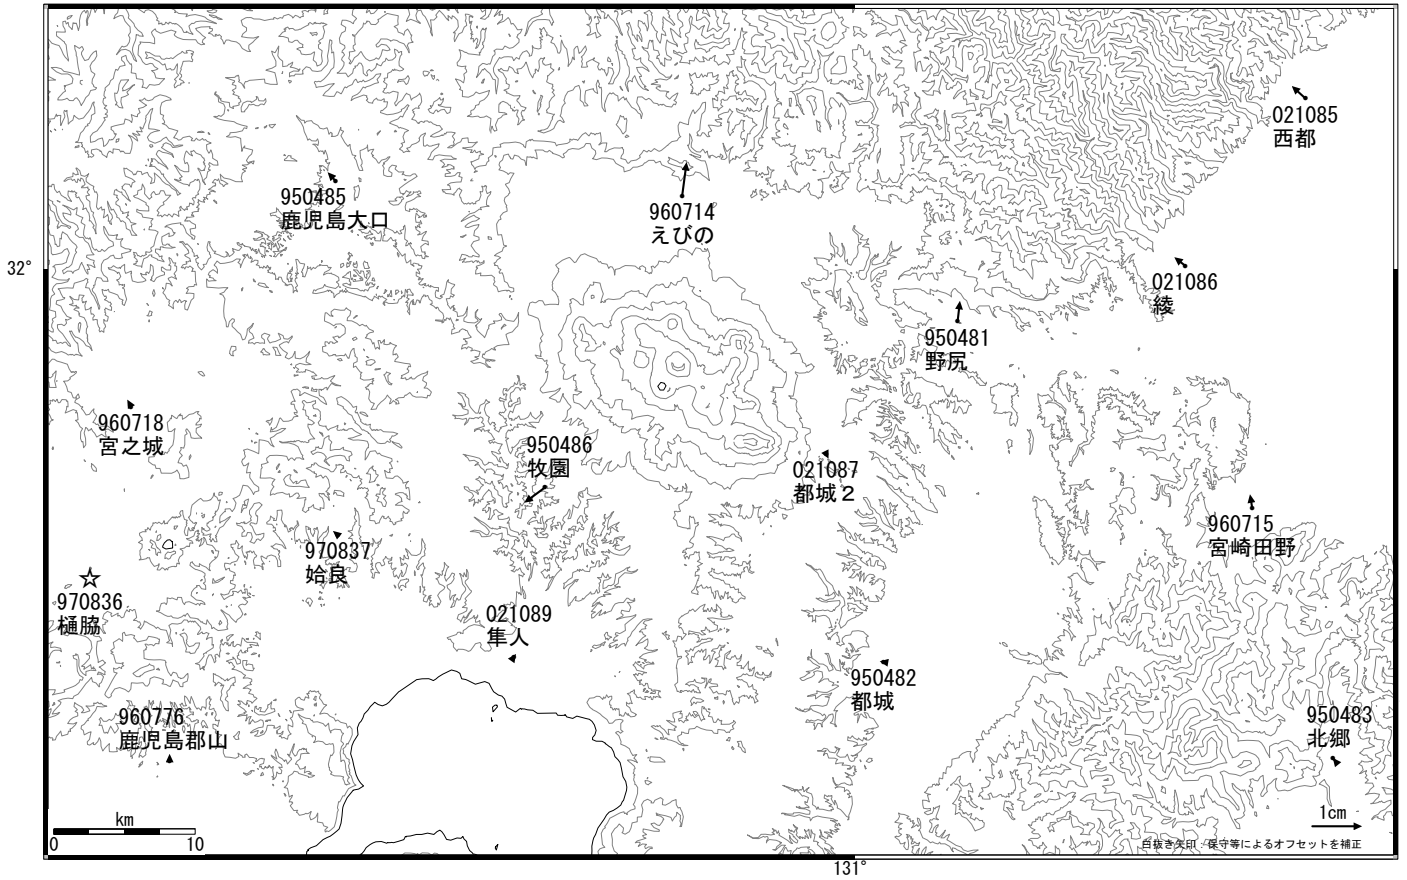 021085
西都
950485
鹿児島大口
960714
えびの
32°
021086
綾
950481
野尻
960718
宮之城
950486
牧園
021087
都城２
960715
宮崎田野
970837
姶良
970836
樋脇
021089
隼人
950482
都城
960776
鹿児島郡山
950483
北郷
km
0 10
1cm
白抜き矢印：保守等によるオフセットを補正
131°